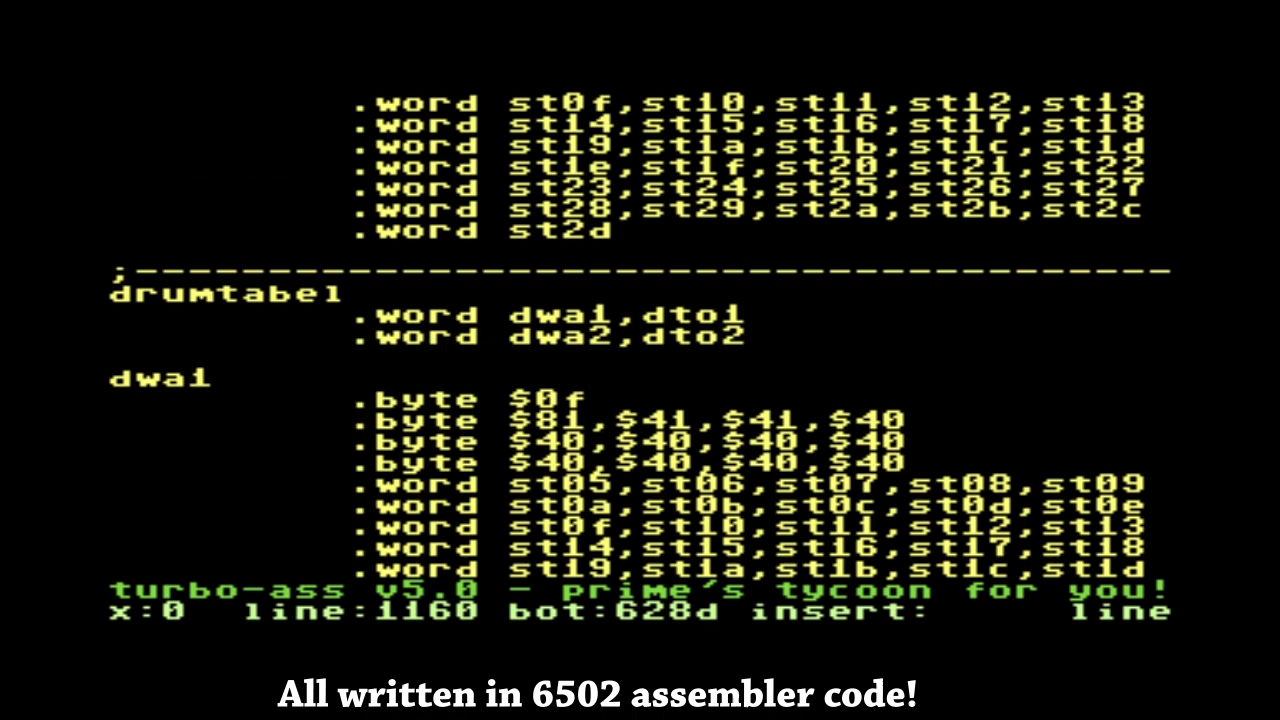 .word st0f,st10,st11,st12,st13
.word st14,st15,st16,st17,st18
.word st19,st1a,st1b,st1c,st1d
.word st1e,st1f,st20,st21,st22
.word st23,st24,st25,st26,st27
.word st28,st29,st2a,st2b,st2c
.word st2d
;---------------------------------------
drumtabel
.word dwa1,dto1
.word dwa2,dto2
dwa1
.byte $0f
.byte $81,$41,$41,$40
.byte $40,$40,$40,$40
.byte $40,$40,$40,$40
.word st05,st06,st07,st08,st09
.word st0a,st0b,st0c,st0d,st0e
.word st0f,st10,st11,st12,st13
.word st14,st15,st16,st17,st18
.word st19,st1a,st1b,st1c,st1d
turbo-ass v5.0 - prime's tycoon for you!
x:0 line:1160 bot:628d insert: line
All written in 6502 assembler code!